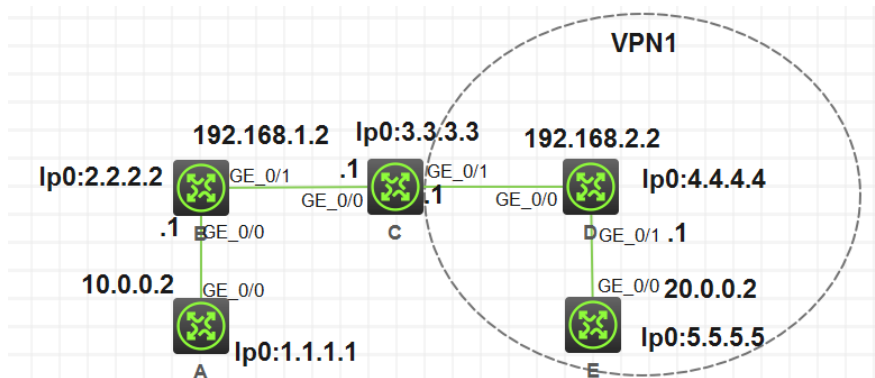 VPN1
192.168.1.2
lp0:3.3.3.3
192.168.2.2
lp0:2.2.2.2
GE_0/1
.1
GE_0/0
GE_0/1
.1
GE_0/0
lp0:4.4.4.4
.1
B
GE_0/0
C
D
GE_0/1
.1
10.0.0.2
GE_0/0
GE_0/0
20.0.0.2
lp0:1.1.1.1
lp0:5.5.5.5
A
E